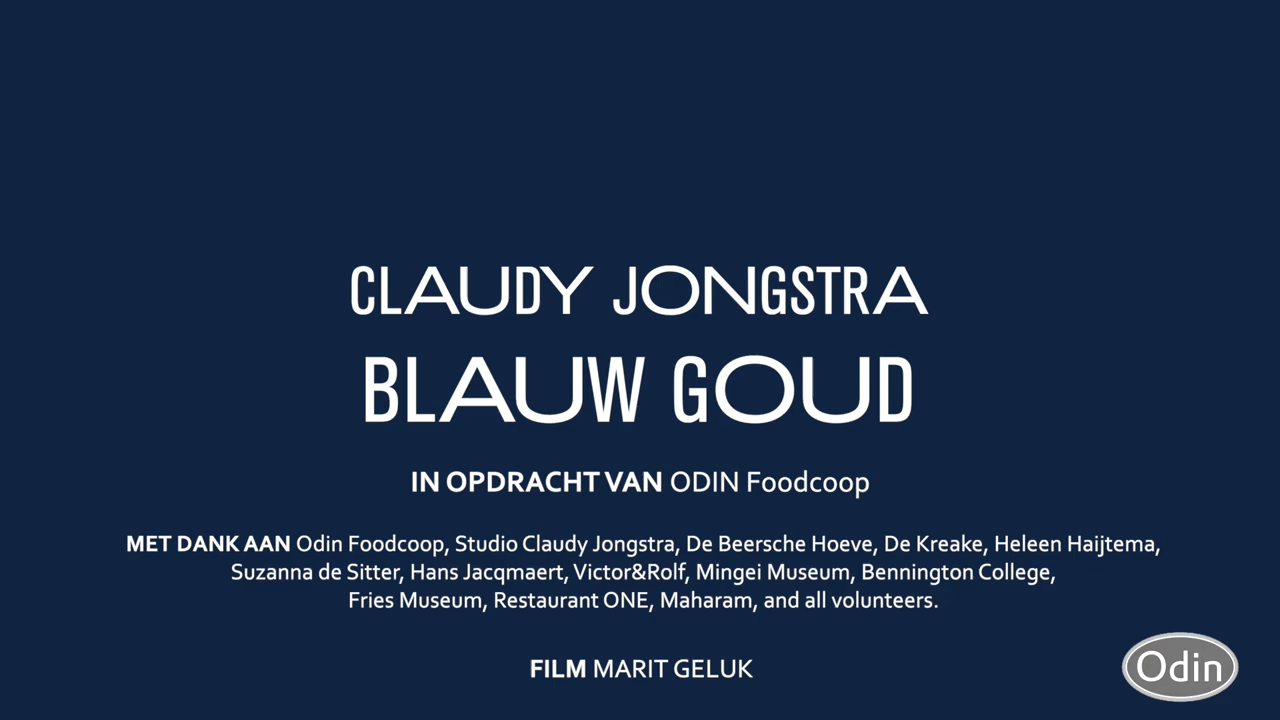 CLAUDY JONGSTRA
BLAUW GOUD
IN OPDRACHT VAN ODIN Foodcoop
MET DANK AAN Odin Foodcoop, Studio Claudy Jongstra, De Beersche Hoeve, De Kreake, Heleen Haijtema,
Suzanna de Sitter, Hans Jacqmaert, Victor&Rolf, Mingei Museum, Bennington College,
Fries Museum, Restaurant ONE, Maharam, and all volunteers.
FILM MARIT GELUK
Odin